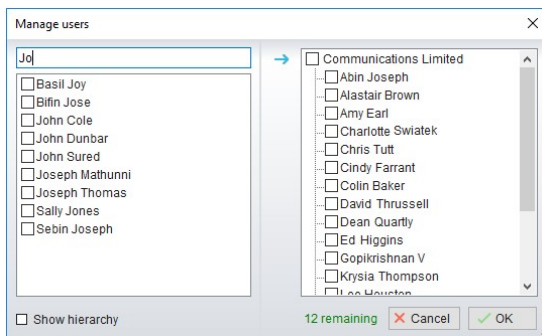 Manage users
Jo
Basil Joy
Bifin Jose
John Cole
John Dunbar
John Sured
Joseph Mathunni
Joseph Thomas
Sally Jones
Sebin Joseph
Show hierarchy
Communications Limited
Abin Joseph
Alastair Brown
Amy Earl
Charlotte Swiatek
Chris Tutt
Cindy Farrant
Colin Baker
David Thrussell
Dean Quartly
Ed Higgins
Gopikrishnan V
Krysia Thompson
12 remaining
Cancel
OK